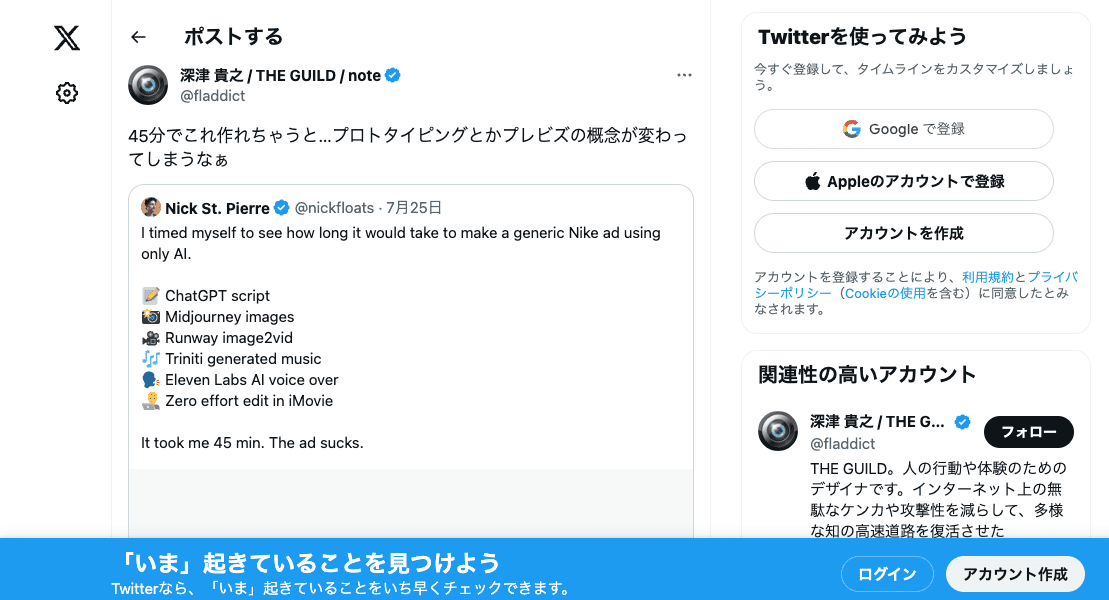 ポストする
深津 貴之 / THE GUILD / note
@fladdict
45分でこれ作れちゃうと…プロトタイピングとかプレビズの概念が変わっ
てしまうなぁ
Nick St. Pierre @nickfloats · 7月25日
I timed myself to see how long it would take to make a generic Nike ad using
only AI.
📝 ChatGPT script
📸 Midjourney images
🎥 Runway image2vid
🎶 Triniti generated music
🗣️ Eleven Labs AI voice over
🧑‍💻 Zero effort edit in iMovie
It took me 45 min. The ad sucks.
Twitterを使ってみよう
今すぐ登録して、タイムラインをカスタマイズしましょ
う。
Google で登録
Appleのアカウントで登録
アカウントを作成
アカウントを登録することにより、利用規約とプライバ
シーポリシー（Cookieの使用を含む）に同意したとみ
なされます。
関連性の高いアカウント
深津 貴之 / THE G...
@fladdict
フォロー
THE GUILD。人の行動や体験のための
デザイナです。インターネット上の無
駄なケンカや攻撃性を減らして、多様
な知の高速道路を復活させた
「いま」起きていることを見つけよう
Twitterなら、「いま」起きていることをいち早くチェックできます。
ログイン
アカウント作成